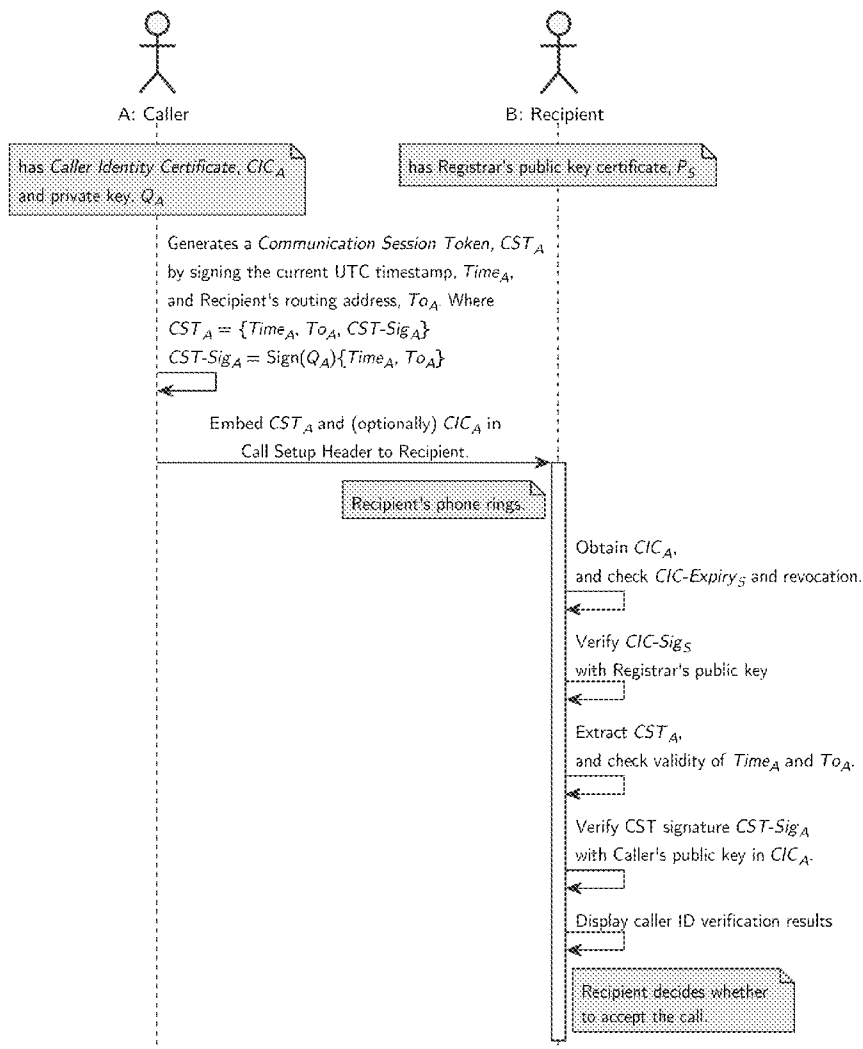 A: Caller
B: Recipient
has Caller Identity Certificate, CIC_A
and private key, Q_A
has Registrar's public key certificate, P_S
Generates a Communication Session Token, CST_A
by signing the current UTC timestamp, Time_A,
and Recipient's routing address, To_A. Where
CST_A = {Time_A, To_A, CST-Sig_A}
CST-Sig_A = Sign(Q_A){Time_A, To_A}
Embed CST_A and (optionally) CIC_A in
Call Setup Header to Recipient.
Recipient's phone rings.
Obtain CIC_A,
and check CIC-Expiry_S and revocation.
Verify CIC-Sig_S
with Registrar's public key
Extract CST_A,
and check validity of Time_A and To_A.
Verify CST signature CST-Sig_A
with Caller's public key in CIC_A.
Display caller ID verification results
Recipient decides whether
to accept the call.